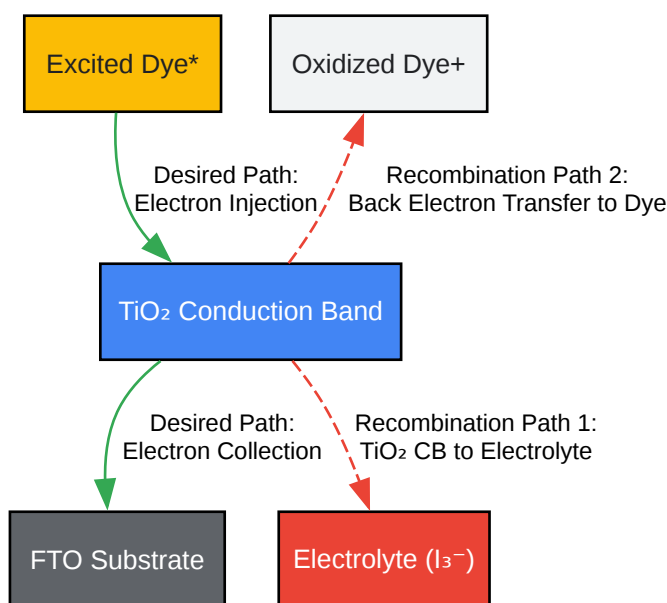 Excited Dye*
Oxidized Dye+
Desired Path:
Electron Injection
Recombination Path 2:
Back Electron Transfer to Dye
TiO₂ Conduction Band
Desired Path:
Electron Collection
Recombination Path 1:
TiO₂ CB to Electrolyte
FTO Substrate
Electrolyte (I₃⁻)